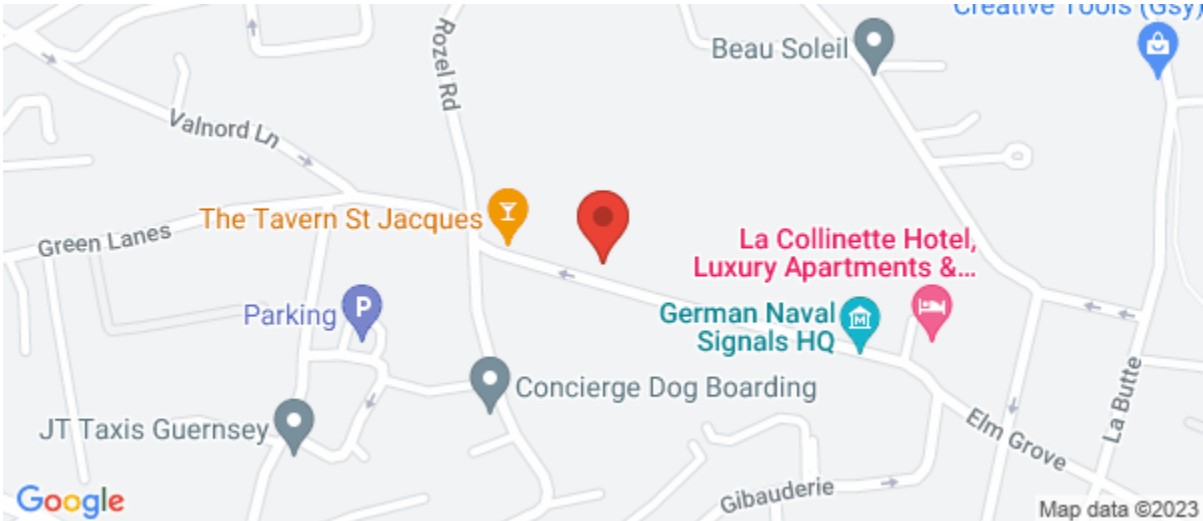 Creative Tools (Gsy)
Beau Soleil
Rozel Rd
Valnord Ln
The Tavern St Jacques
Green Lanes
La Collinette Hotel,
Luxury Apartments &...
Parking
P
German Naval
Signals HQ
M
Concierge Dog Boarding
La Butte
JT Taxis Guernsey
Elm Grove
Gibauderie
Google
Map data ©2023